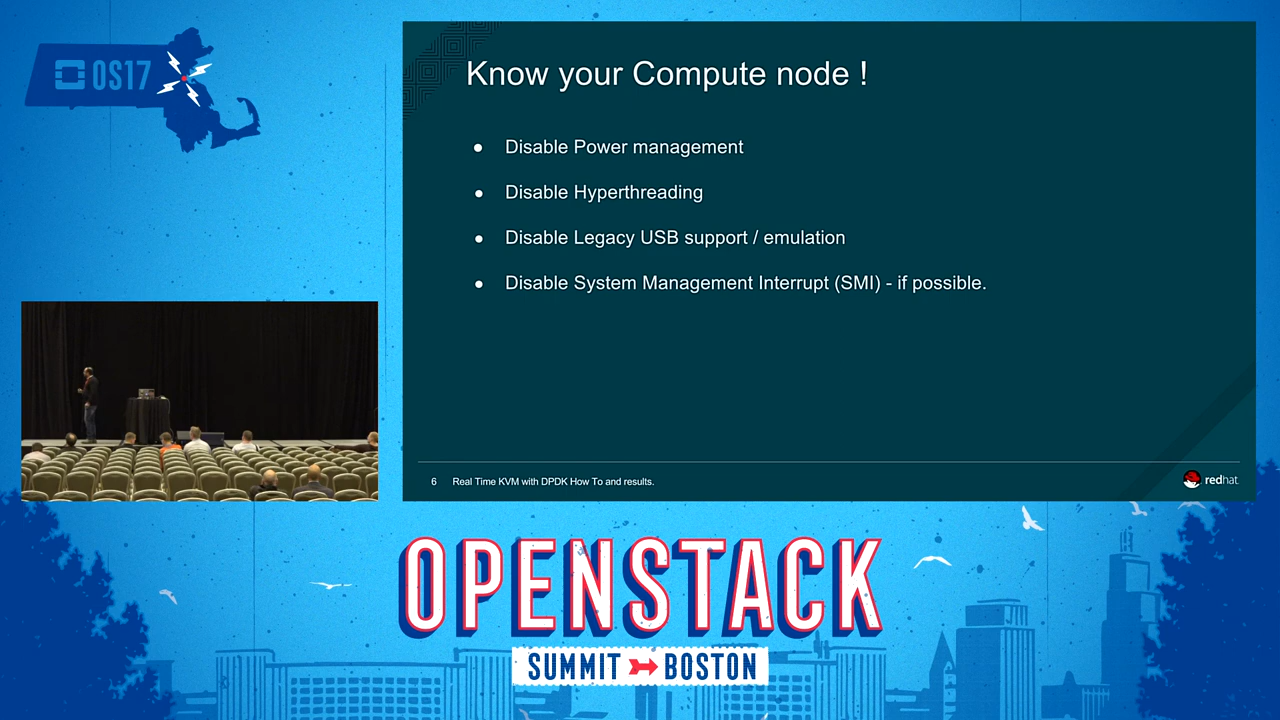 OS17
Know your Compute node !
● Disable Power management
● Disable Hyperthreading
● Disable Legacy USB support / emulation
● Disable System Management Interrupt (SMI) - if possible.
6 Real Time KVM with DPDK How To and results.
redhat.
OPENSTACK
SUMMIT BOSTON